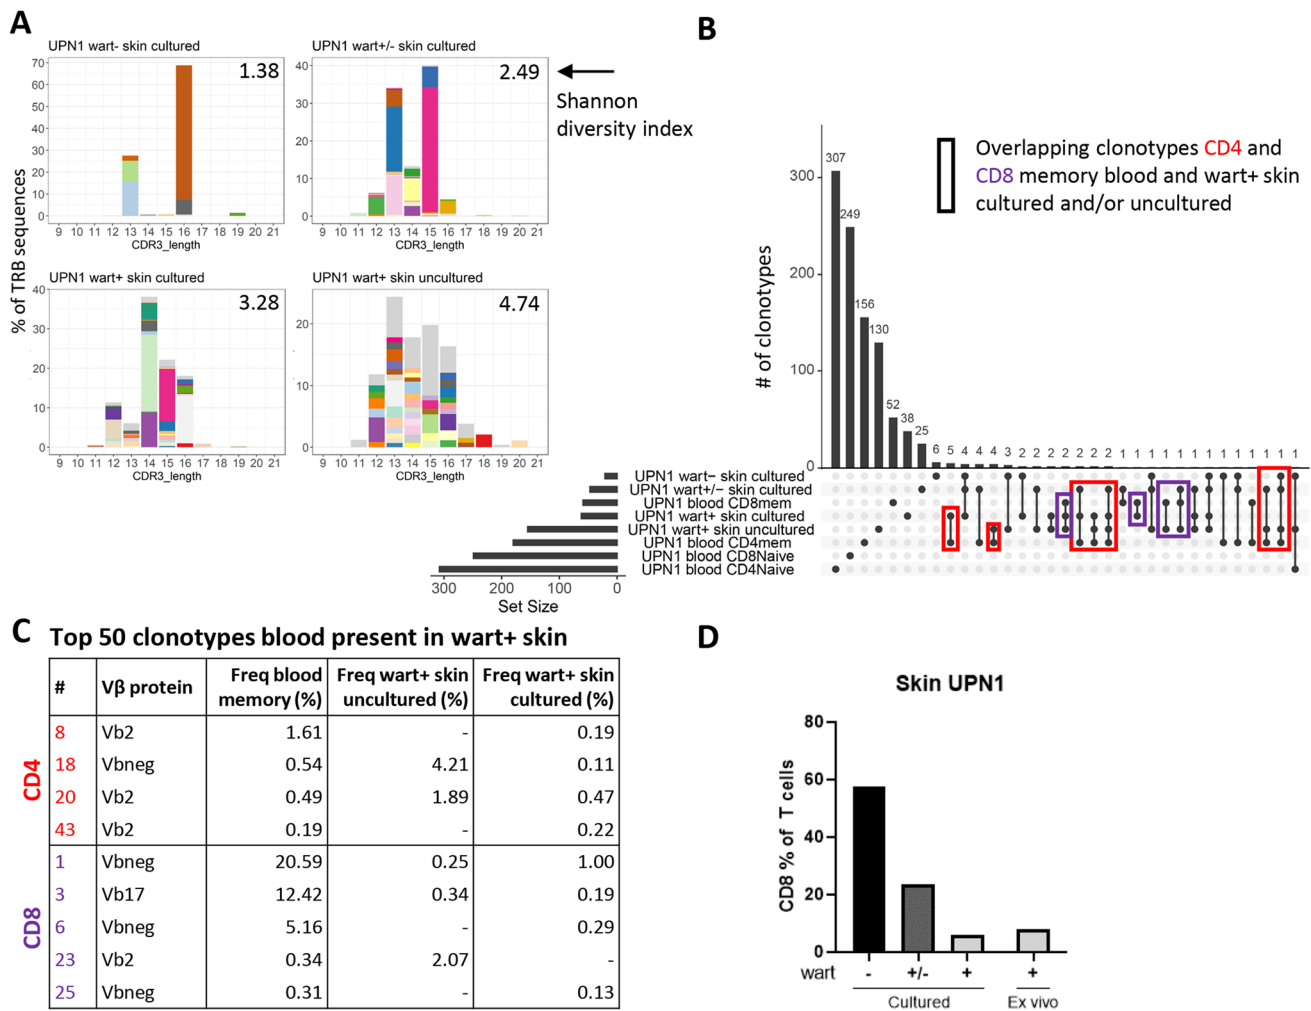 A
UPN1 wart- skin cultured
1.38
70
60
50
40
30
20
10
0
9 10 11 12 13 14 15 16 17 18 19 20 21
CDR3_length
UPN1 wart+/- skin cultured
2.49
40
30
20
10
0
9 10 11 12 13 14 15 16 17 18 19 20 21
CDR3_length
Shannon
diversity index
% of TRB sequences
UPN1 wart+ skin cultured
3.28
40
30
20
10
0
9 10 11 12 13 14 15 16 17 18 19 20 21
CDR3_length
UPN1 wart+ skin uncultured
4.74
20
10
0
9 10 11 12 13 14 15 16 17 18 19 20 21
CDR3_length
B
Overlapping clonotypes CD4 and
CD8 memory blood and wart+ skin
cultured and/or uncultured
# of clonotypes
300
200
100
0
307
249
156
130
52
38
25
6 5 4 4 4 3 2 2 2 2 2 2 1 1 1 1 1 1 1 1 1 1 1 1 1
UPN1 wart− skin cultured
UPN1 wart+/− skin cultured
UPN1 blood CD8mem
UPN1 wart+ skin cultured
UPN1 wart+ skin uncultured
UPN1 blood CD4mem
UPN1 blood CD8Naive
UPN1 blood CD4Naive
300 200 100 0
Set Size
C
Top 50 clonotypes blood present in wart+ skin
# Vβ protein Freq blood memory (%) Freq wart+ skin uncultured (%) Freq wart+ skin cultured (%)
CD4
8 Vb2 1.61 - 0.19
18 Vbneg 0.54 4.21 0.11
20 Vb2 0.49 1.89 0.47
43 Vb2 0.19 - 0.22
CD8
1 Vbneg 20.59 0.25 1.00
3 Vb17 12.42 0.34 0.19
6 Vbneg 5.16 - 0.29
23 Vb2 0.34 2.07 -
25 Vbneg 0.31 - 0.13
D
Skin UPN1
CD8 % of T cells
80
60
40
20
0
wart - +/- + +
Cultured Ex vivo